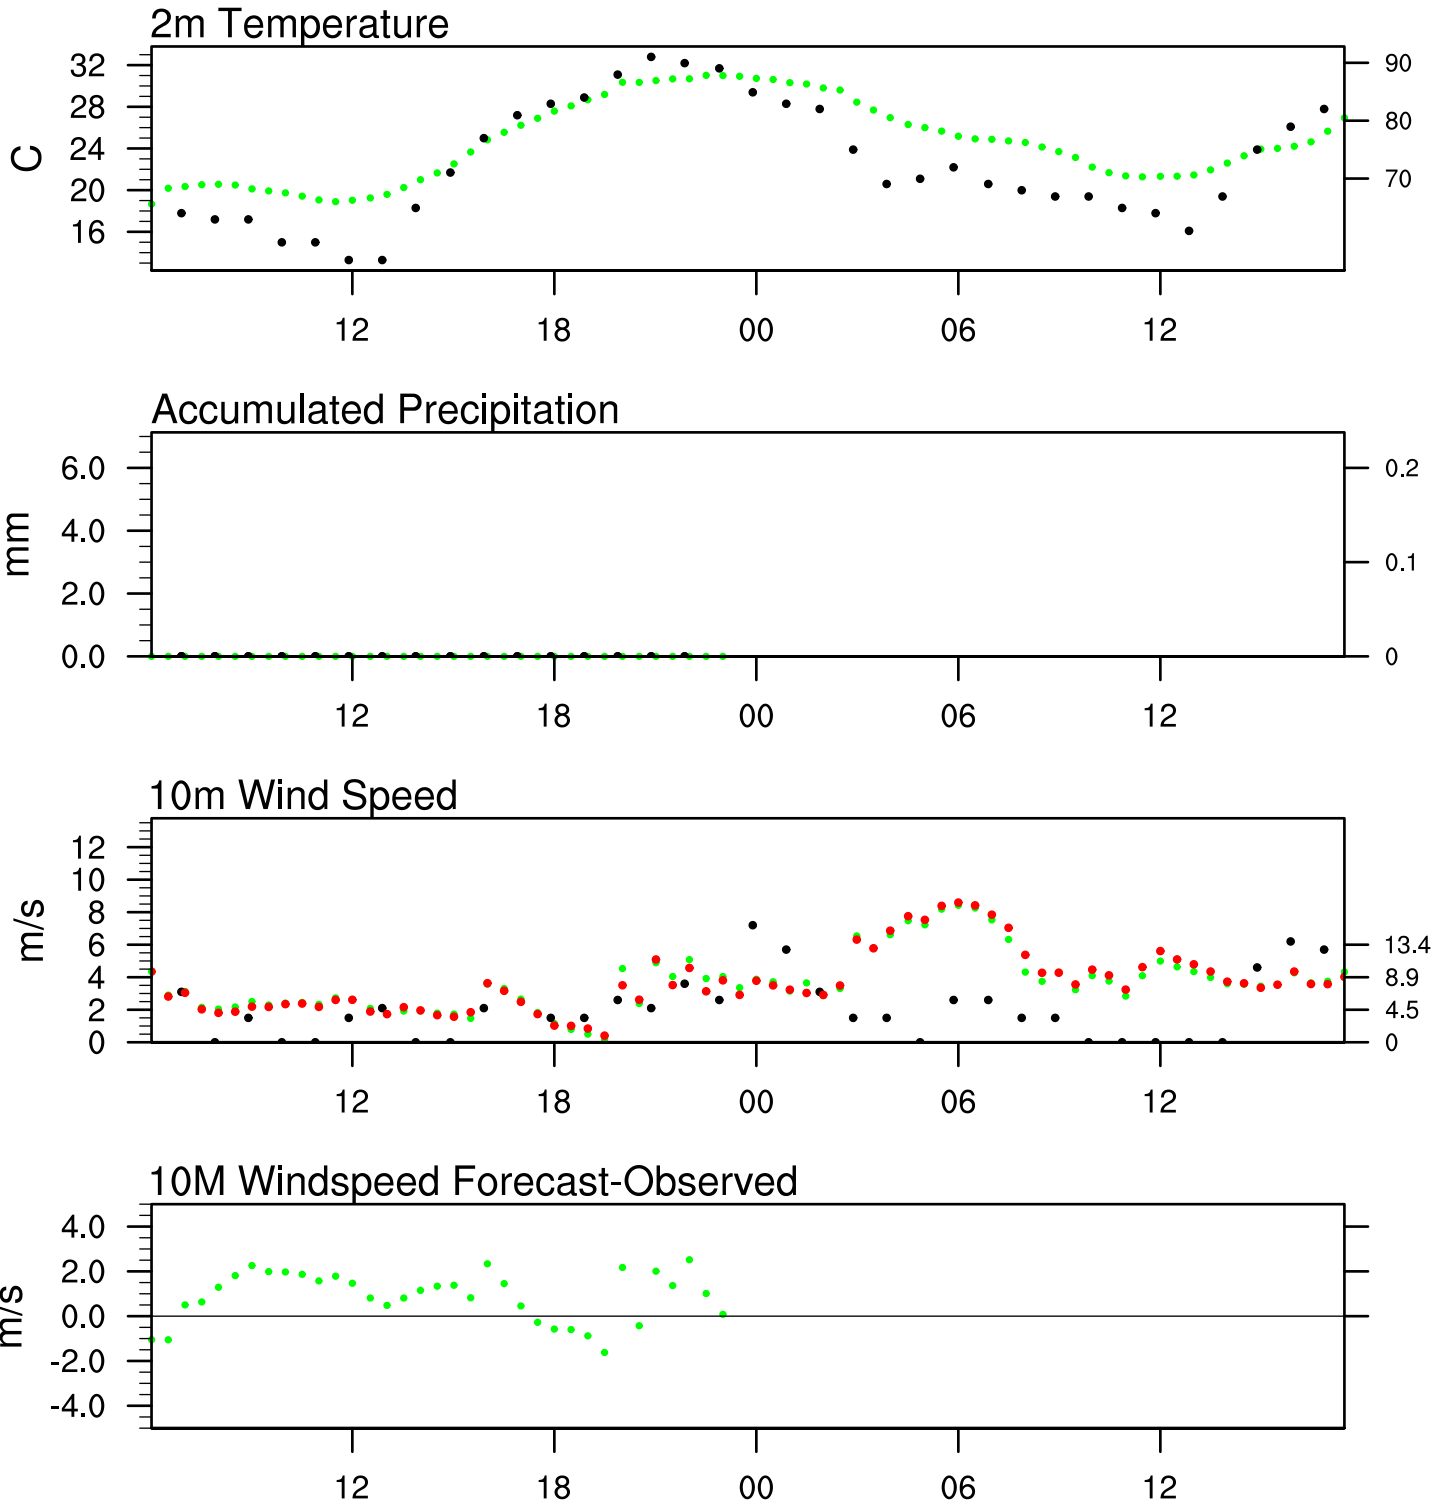 2m Temperature
32
28
24
20
16
C
90
80
70
12 18 00 06 12
Accumulated Precipitation
6.0
4.0
2.0
0.0
mm
0.2
0.1
0
12 18 00 06 12
10m Wind Speed
12
10
8
6
4
2
0
m/s
13.4
8.9
4.5
0
12 18 00 06 12
10M Windspeed Forecast-Observed
4.0
2.0
0.0
-2.0
-4.0
m/s
12 18 00 06 12